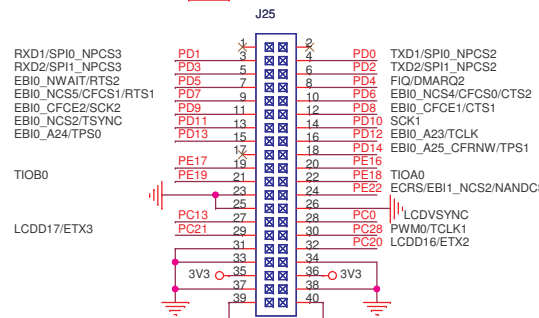 J25
1 2
RXD1/SPI0_NPCS3 PD1 3 4 PD0 TXD1/SPI0_NPCS2
RXD2/SPI1_NPCS3 PD3 5 6 PD2 TXD2/SPI1_NPCS2
EBI0_NWAIT/RTS2 PD5 7 8 PD4 FIQ/DMARQ2
EBI0_NCS5/CFCS1/RTS1 PD7 9 10 PD6 EBI0_NCS4/CFCS0/CTS2
EBI0_CFCE2/SCK2 PD9 11 12 PD8 EBI0_CFCE1/CTS1
EBI0_NCS2/TSYNC PD11 13 14 PD10 SCK1
EBI0_A24/TPS0 PD13 15 16 PD12 EBI0_A23/TCLK
17 18 PD14 EBI0_A25_CFRNW/TPS1
PE17 19 20 PE16
TIOB0 PE19 21 22 PE18 TIOA0
23 24 PE22 ECRS/EBI1_NCS2/NANDC
25 26
PC13 27 28 PC0 LCDVSYNC
LCDD17/ETX3 PC21 29 30 PC28 PWM0/TCLK1
31 32 PC20 LCDD16/ETX2
33 34
3V3 35 36 3V3
37 38
39 40